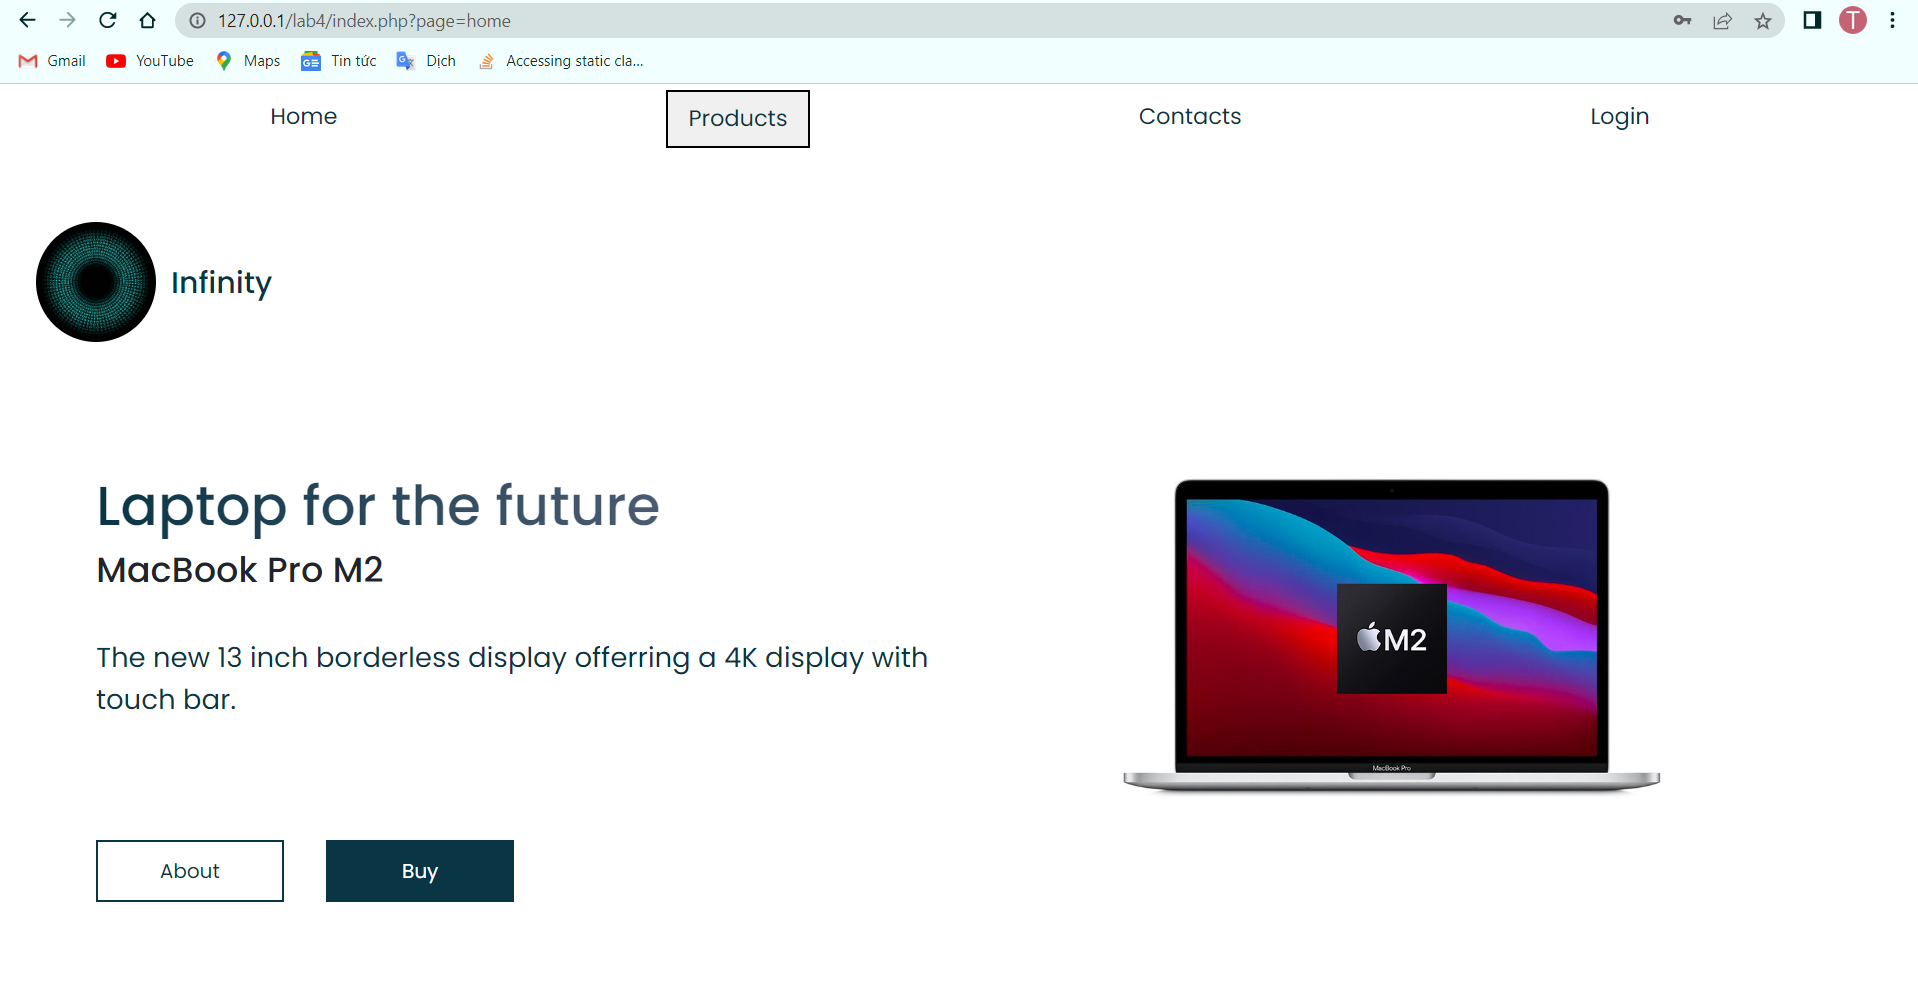 127.0.0.1/lab4/index.php?page=home
T
Gmail YouTube Maps Tin tức Dịch Accessing static cla...
Home Products Contacts Login
Infinity
Laptop for the future
MacBook Pro M2
The new 13 inch borderless display offerring a 4K display with
touch bar.
M2
MacBook Pro
About Buy